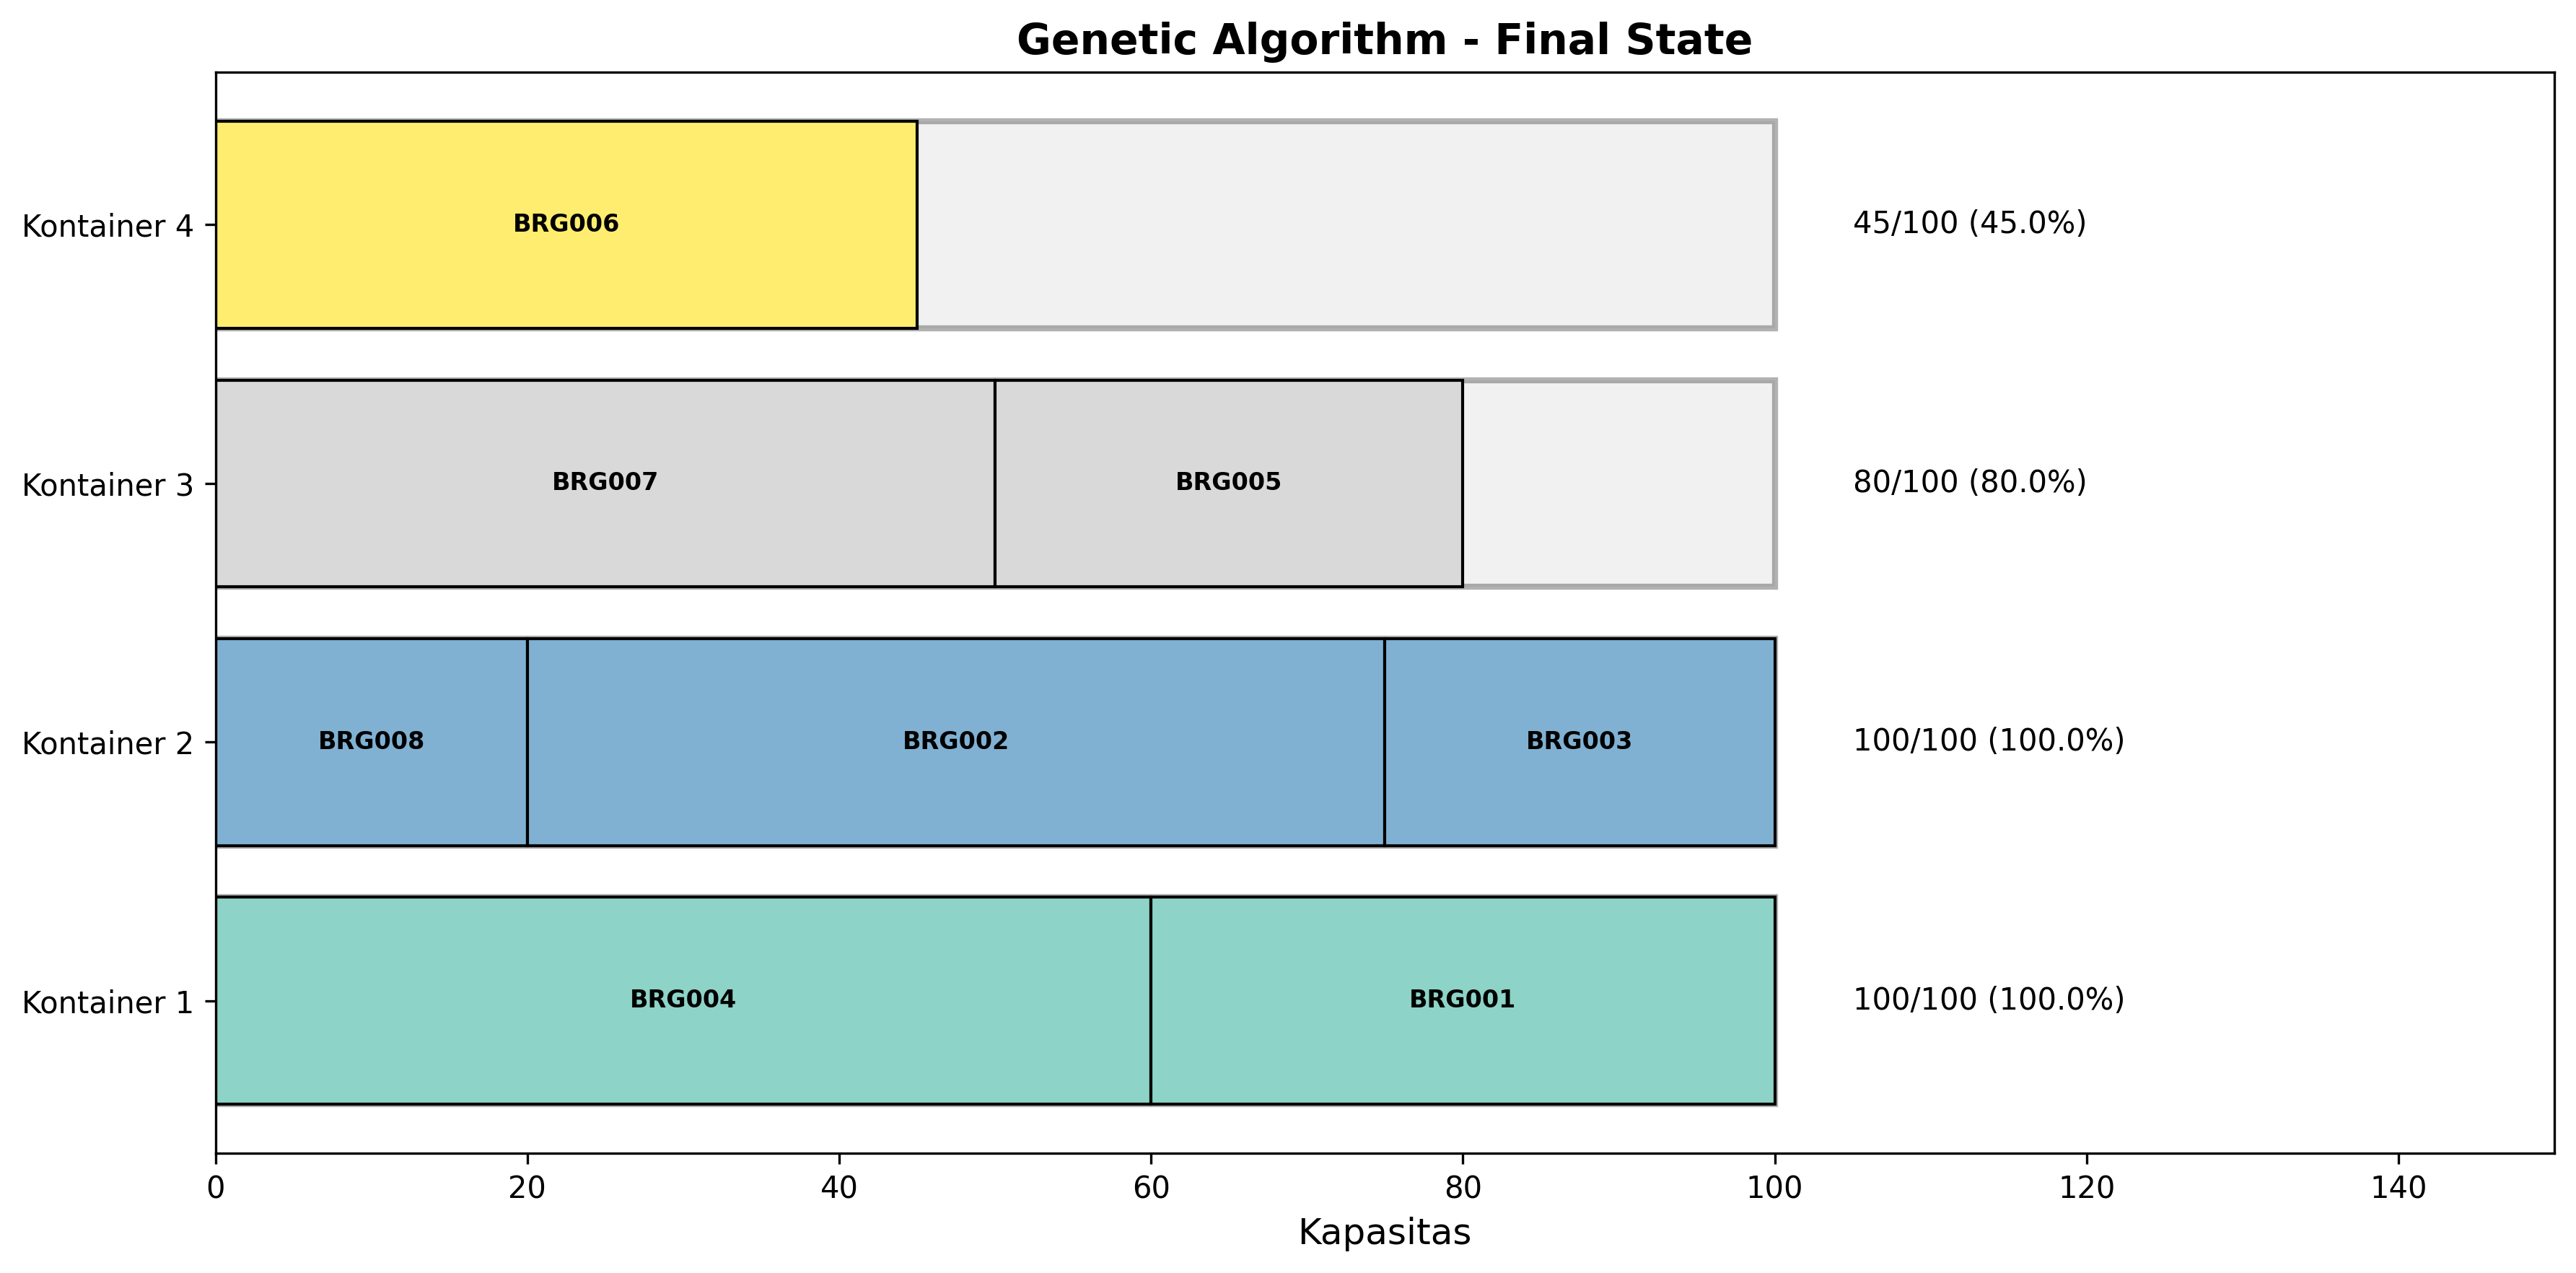 Genetic Algorithm - Final State
Kontainer 4
BRG006
45/100 (45.0%)
Kontainer 3
BRG007
BRG005
80/100 (80.0%)
Kontainer 2
BRG008
BRG002
BRG003
100/100 (100.0%)
Kontainer 1
BRG004
BRG001
100/100 (100.0%)
0 20 40 60 80 100 120 140
Kapasitas